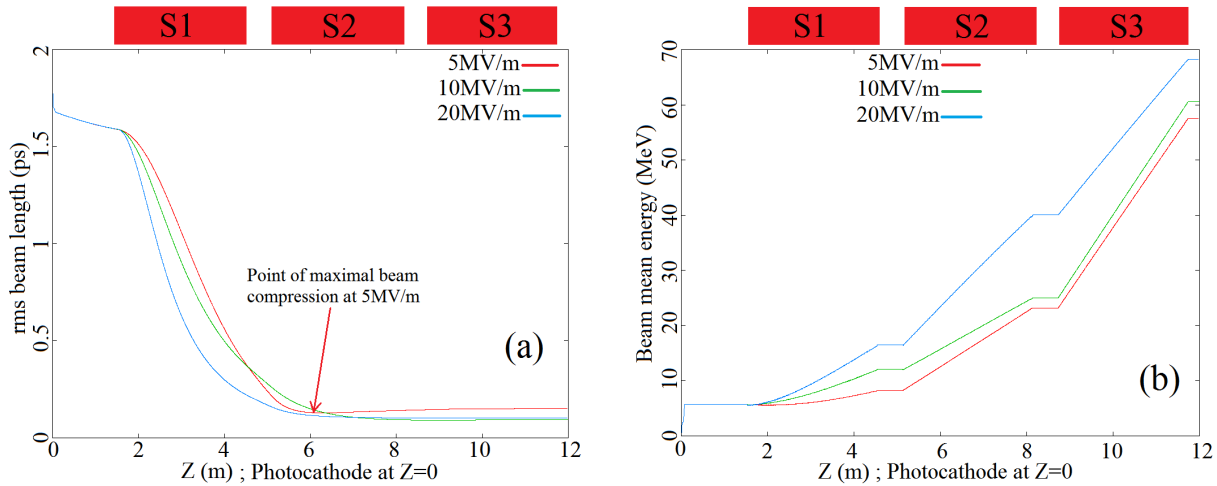 S1 S2 S3
2
1.5
1
0.5
0
rms beam length (ps)
5MV/m
10MV/m
20MV/m
Point of maximal beam
compression at 5MV/m
(a)
0 2 4 6 8 10 12
Z (m) ; Photocathode at Z=0
S1 S2 S3
70
60
50
40
30
20
10
0
Beam mean energy (MeV)
5MV/m
10MV/m
20MV/m
(b)
0 2 4 6 8 10 12
Z (m) ; Photocathode at Z=0